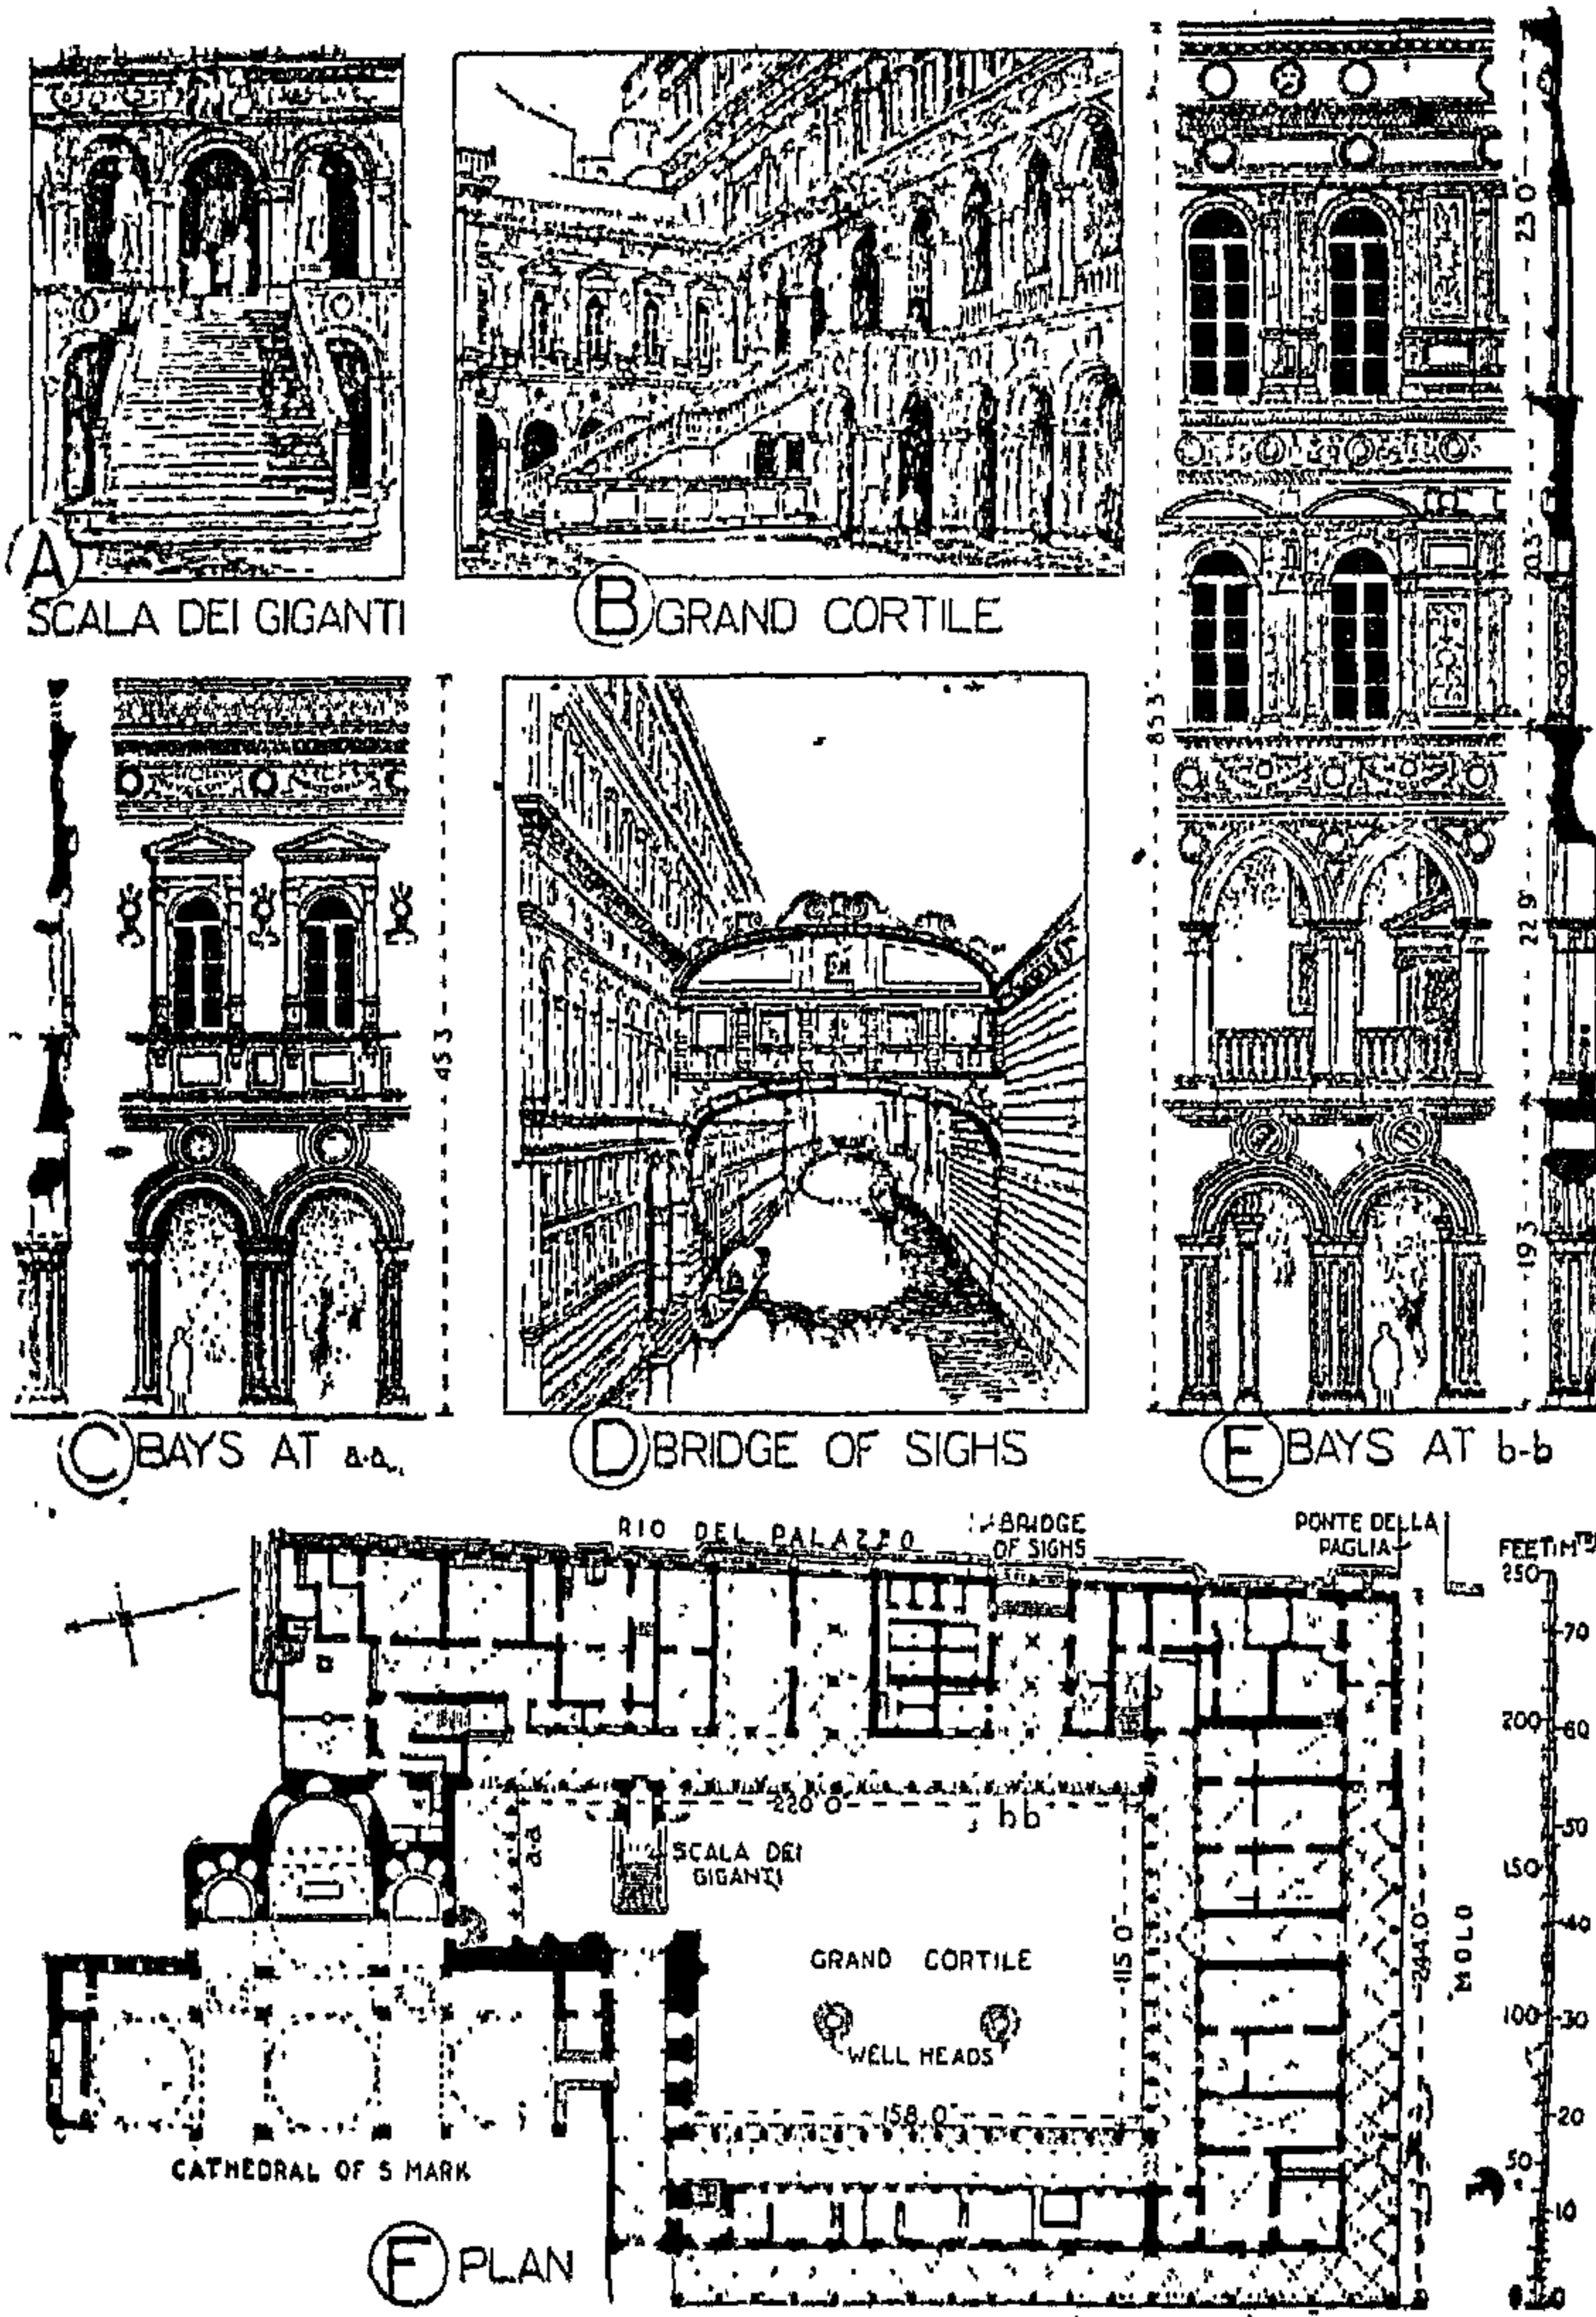 A
SCALA DEI GIGANTI
B GRAND CORTILE
23 0"
20 3"
85 3"
22 9"
19 3"
45 3"
C BAYS AT a-a
D BRIDGE OF SIGHS
E BAYS AT b-b
RIO DEL PALAZZO
BRIDGE
OF SIGHS
PONTE DELLA
PAGLIA
FEET MTRS
250
70
200
60
50
150
40
100
30
20
50
10
0
220 0"
bb
aa
SCALA DEI
GIGANTI
GRAND CORTILE
115 0"
244 0"
MOLO
WELL HEADS
158 0"
CATHEDRAL OF S MARK
F PLAN